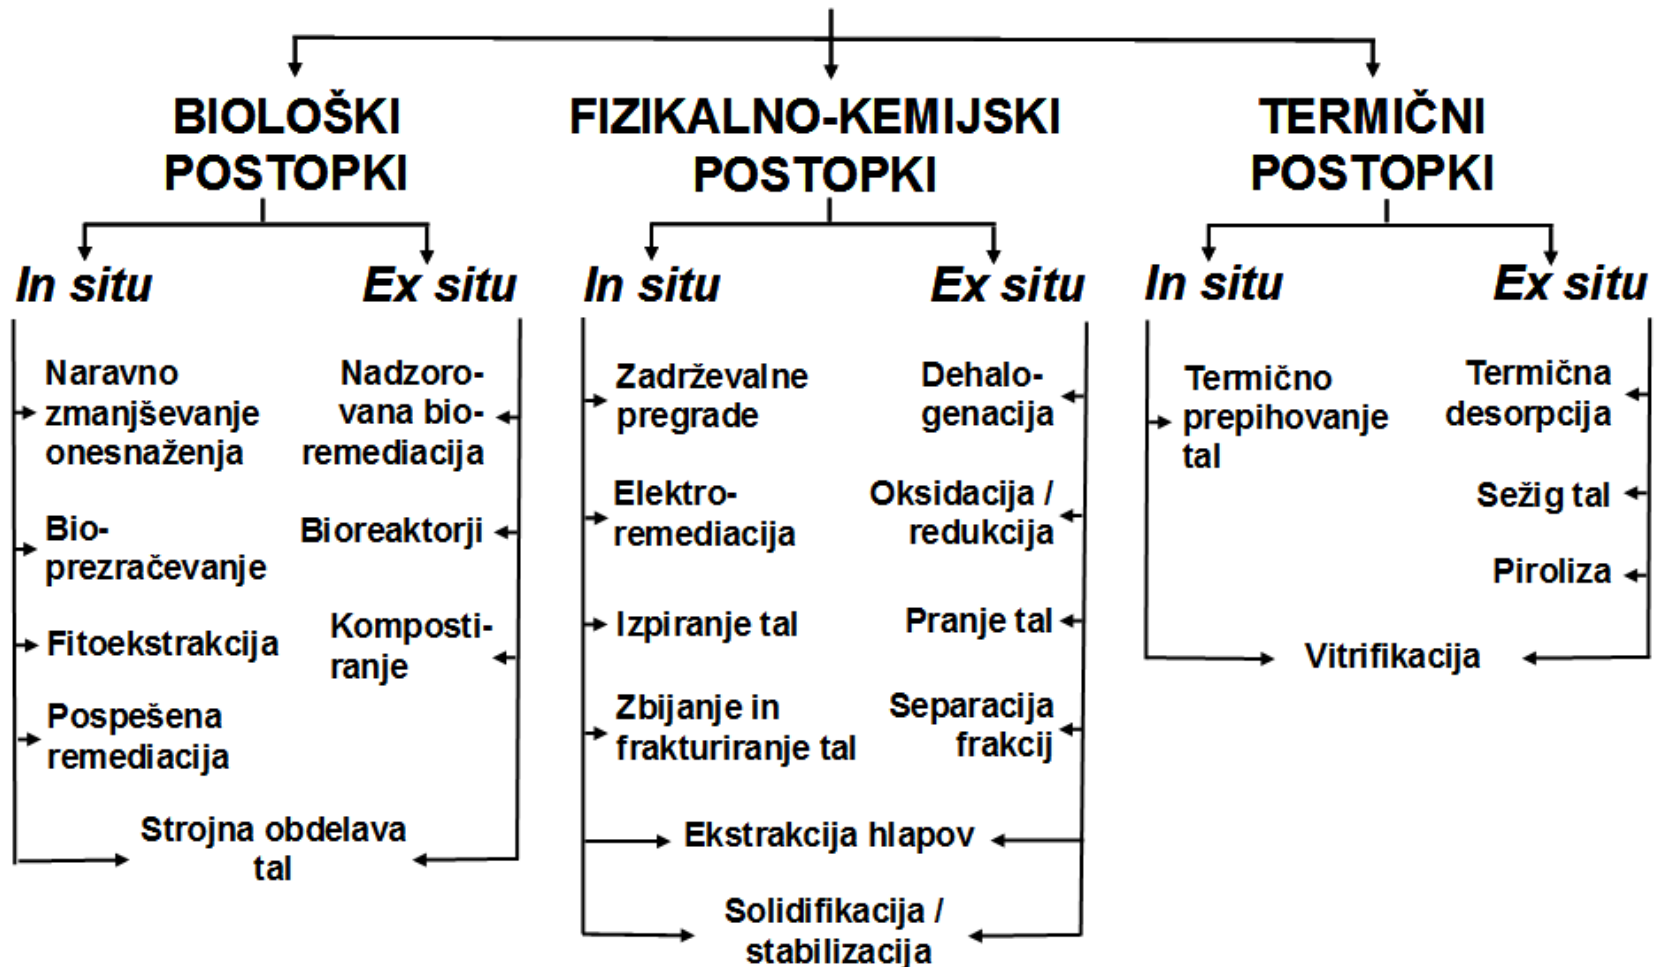 BIOLOŠKI
POSTOPKI
FIZIKALNO-KEMIJSKI
POSTOPKI
TERMIČNI
POSTOPKI
In situ
Ex situ
In situ
Ex situ
In situ
Ex situ
Naravno
zmanjševanje
onesnaženja
Bio-
prezračevanje
Fitoekstrakcija
Pospešena
remediacija
Nadzoro-
vana bio-
remediacija
Bioreaktorji
Komposti-
ranje
Strojna obdelava
tal
Zadrževalne
pregrade
Elektro-
remediacija
Izpiranje tal
Zbijanje in
frakturiranje tal
Dehalo-
genacija
Oksidacija /
redukcija
Pranje tal
Separacija
frakcij
Ekstrakcija hlapov
Solidifikacija /
stabilizacija
Termično
prepihovanje
tal
Termična
desorpcija
Sežig tal
Piroliza
Vitrifikacija